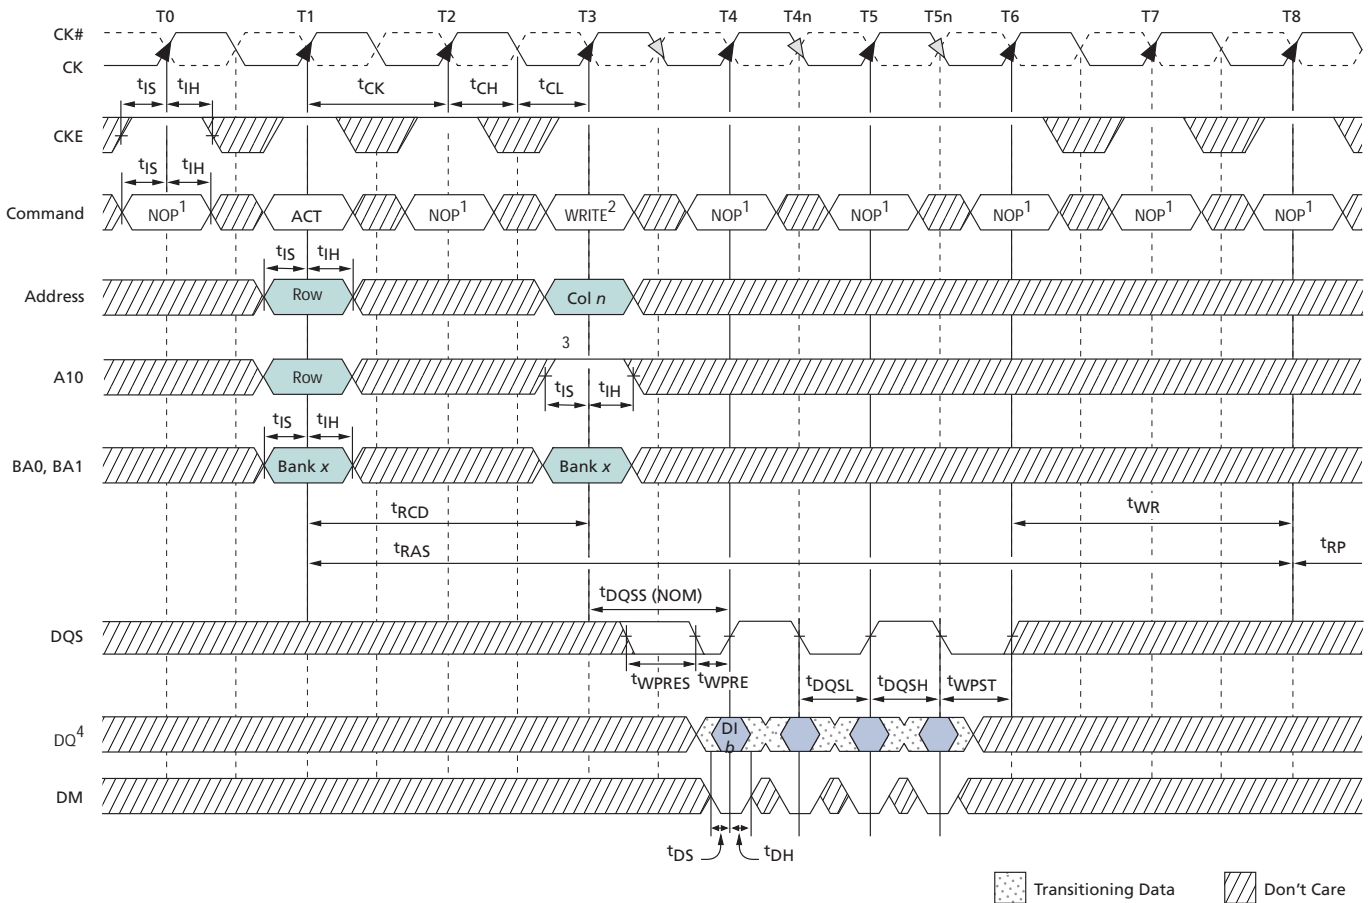 T0 T1 T2 T3 T4 T4n T5 T5n T6 T7 T8
CK#
CK
tIS tIH tCK tCH tCL
CKE
tIS tIH
Command NOP1 ACT NOP1 WRITE2 NOP1 NOP1 NOP1 NOP1 NOP1
tIS tIH
Address Row Col n
3
A10 Row
tIS tIH
tIS tIH
BA0, BA1 Bank x Bank x
tRCD tWR
tRAS tRP
tDQSS (NOM)
DQS
tWPRES tWPRE tDQSL tDQSH tWPST
DQ4 DI b
DM
tDS tDH
Transitioning Data Don't Care